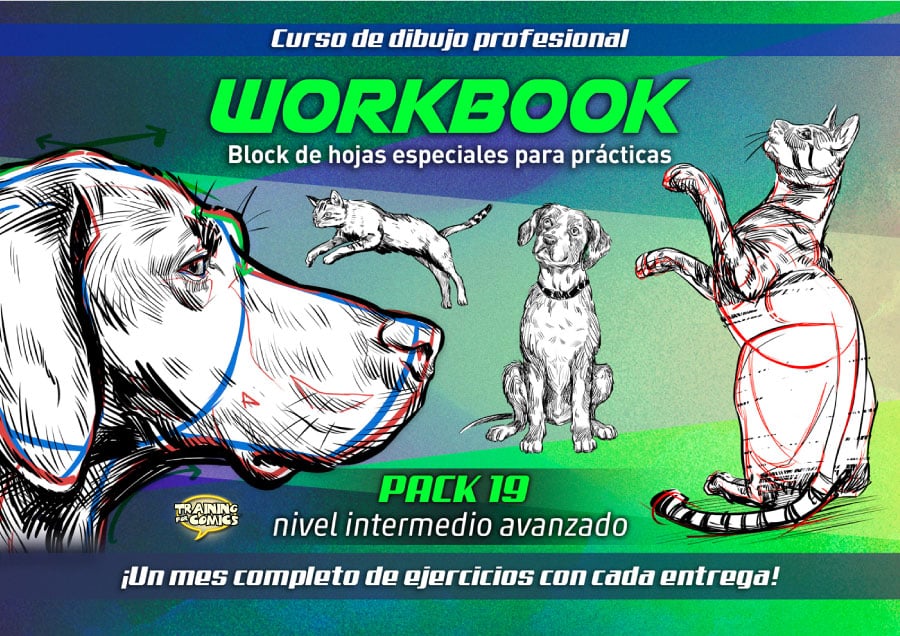 Curso de dibujo profesional
WORKBOOK
Block de hojas especiales para prácticas
PACK 19
nivel intermedio avanzado
TRAINING
FOR
COMICS
¡Un mes completo de ejercicios con cada entrega!